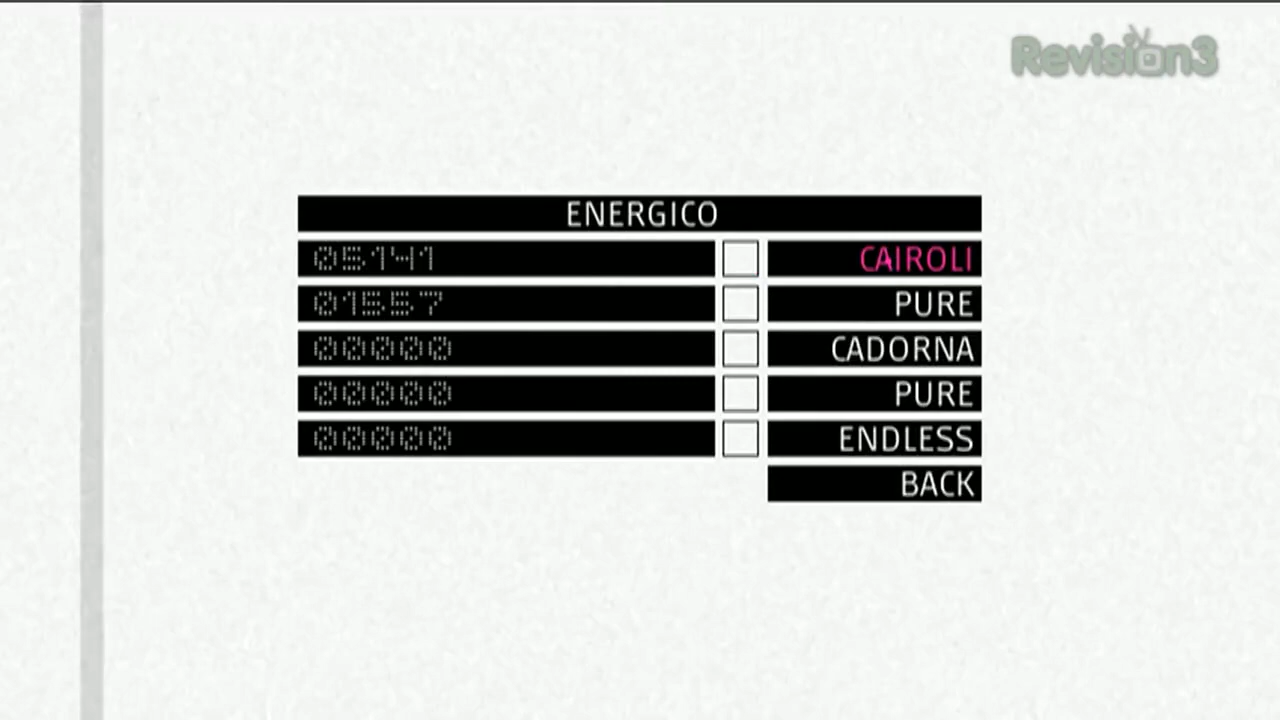 Revision3
ENERGICO
05141 CAIROLI
01557 PURE
00000 CADORNA
00000 PURE
00000 ENDLESS
BACK